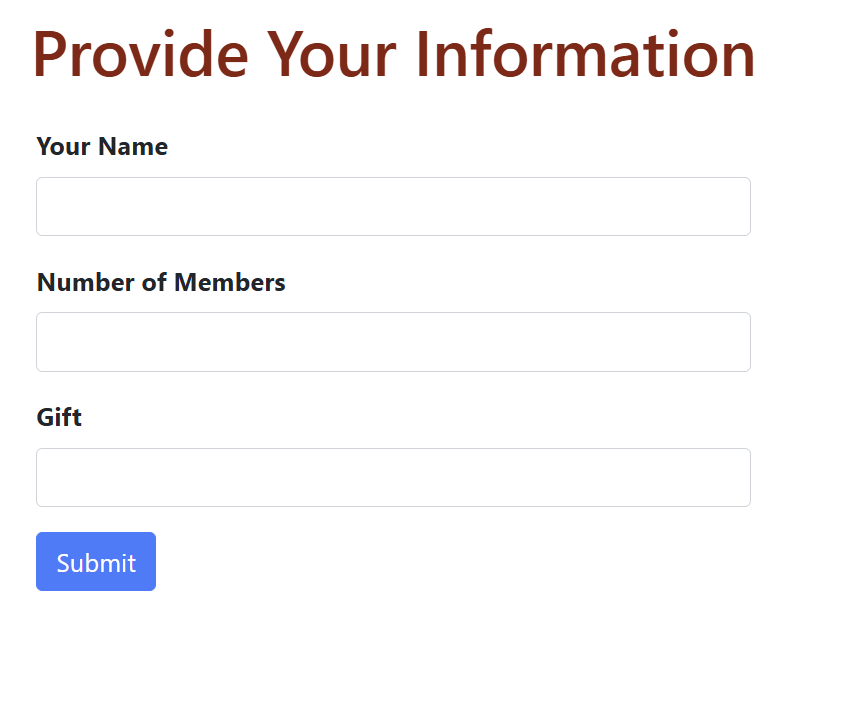 Provide Your Information
Your Name
Number of Members
Gift
Submit